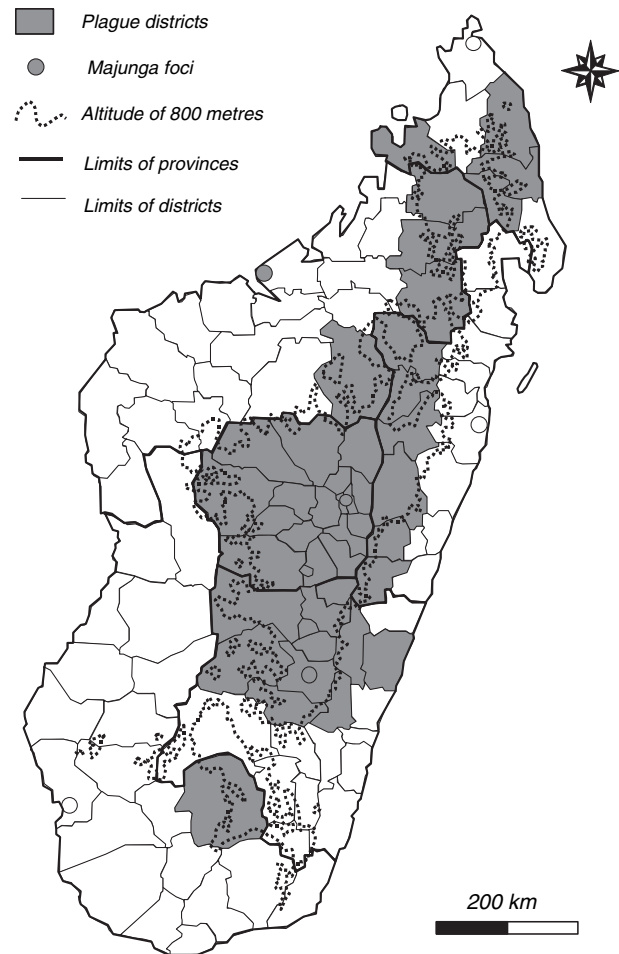 Plague districts
Majunga foci
Altitude of 800 metres
Limits of provinces
Limits of districts
200 km